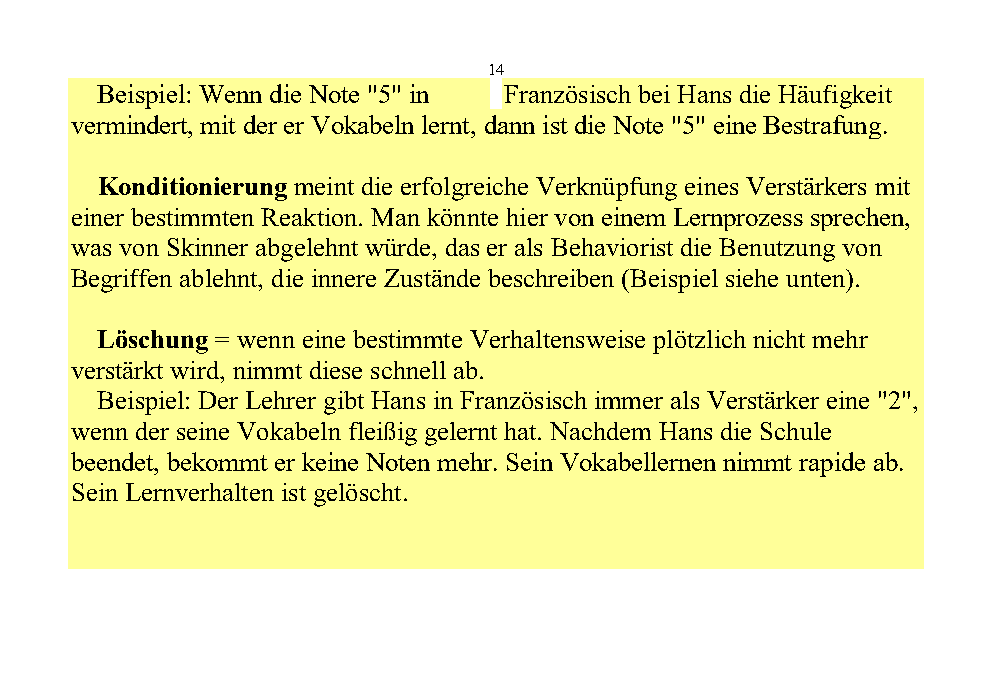 14
Beispiel: Wenn die Note "5" in Französisch bei Hans die Häufigkeit
vermindert, mit der er Vokabeln lernt, dann ist die Note "5" eine Bestrafung.
Konditionierung meint die erfolgreiche Verknüpfung eines Verstärkers mit
einer bestimmten Reaktion. Man könnte hier von einem Lernprozess sprechen,
was von Skinner abgelehnt würde, das er als Behaviorist die Benutzung von
Begriffen ablehnt, die innere Zustände beschreiben (Beispiel siehe unten).
Löschung = wenn eine bestimmte Verhaltensweise plötzlich nicht mehr
verstärkt wird, nimmt diese schnell ab.
Beispiel: Der Lehrer gibt Hans in Französisch immer als Verstärker eine "2",
wenn der seine Vokabeln fleißig gelernt hat. Nachdem Hans die Schule
beendet, bekommt er keine Noten mehr. Sein Vokabellernen nimmt rapide ab.
Sein Lernverhalten ist gelöscht.